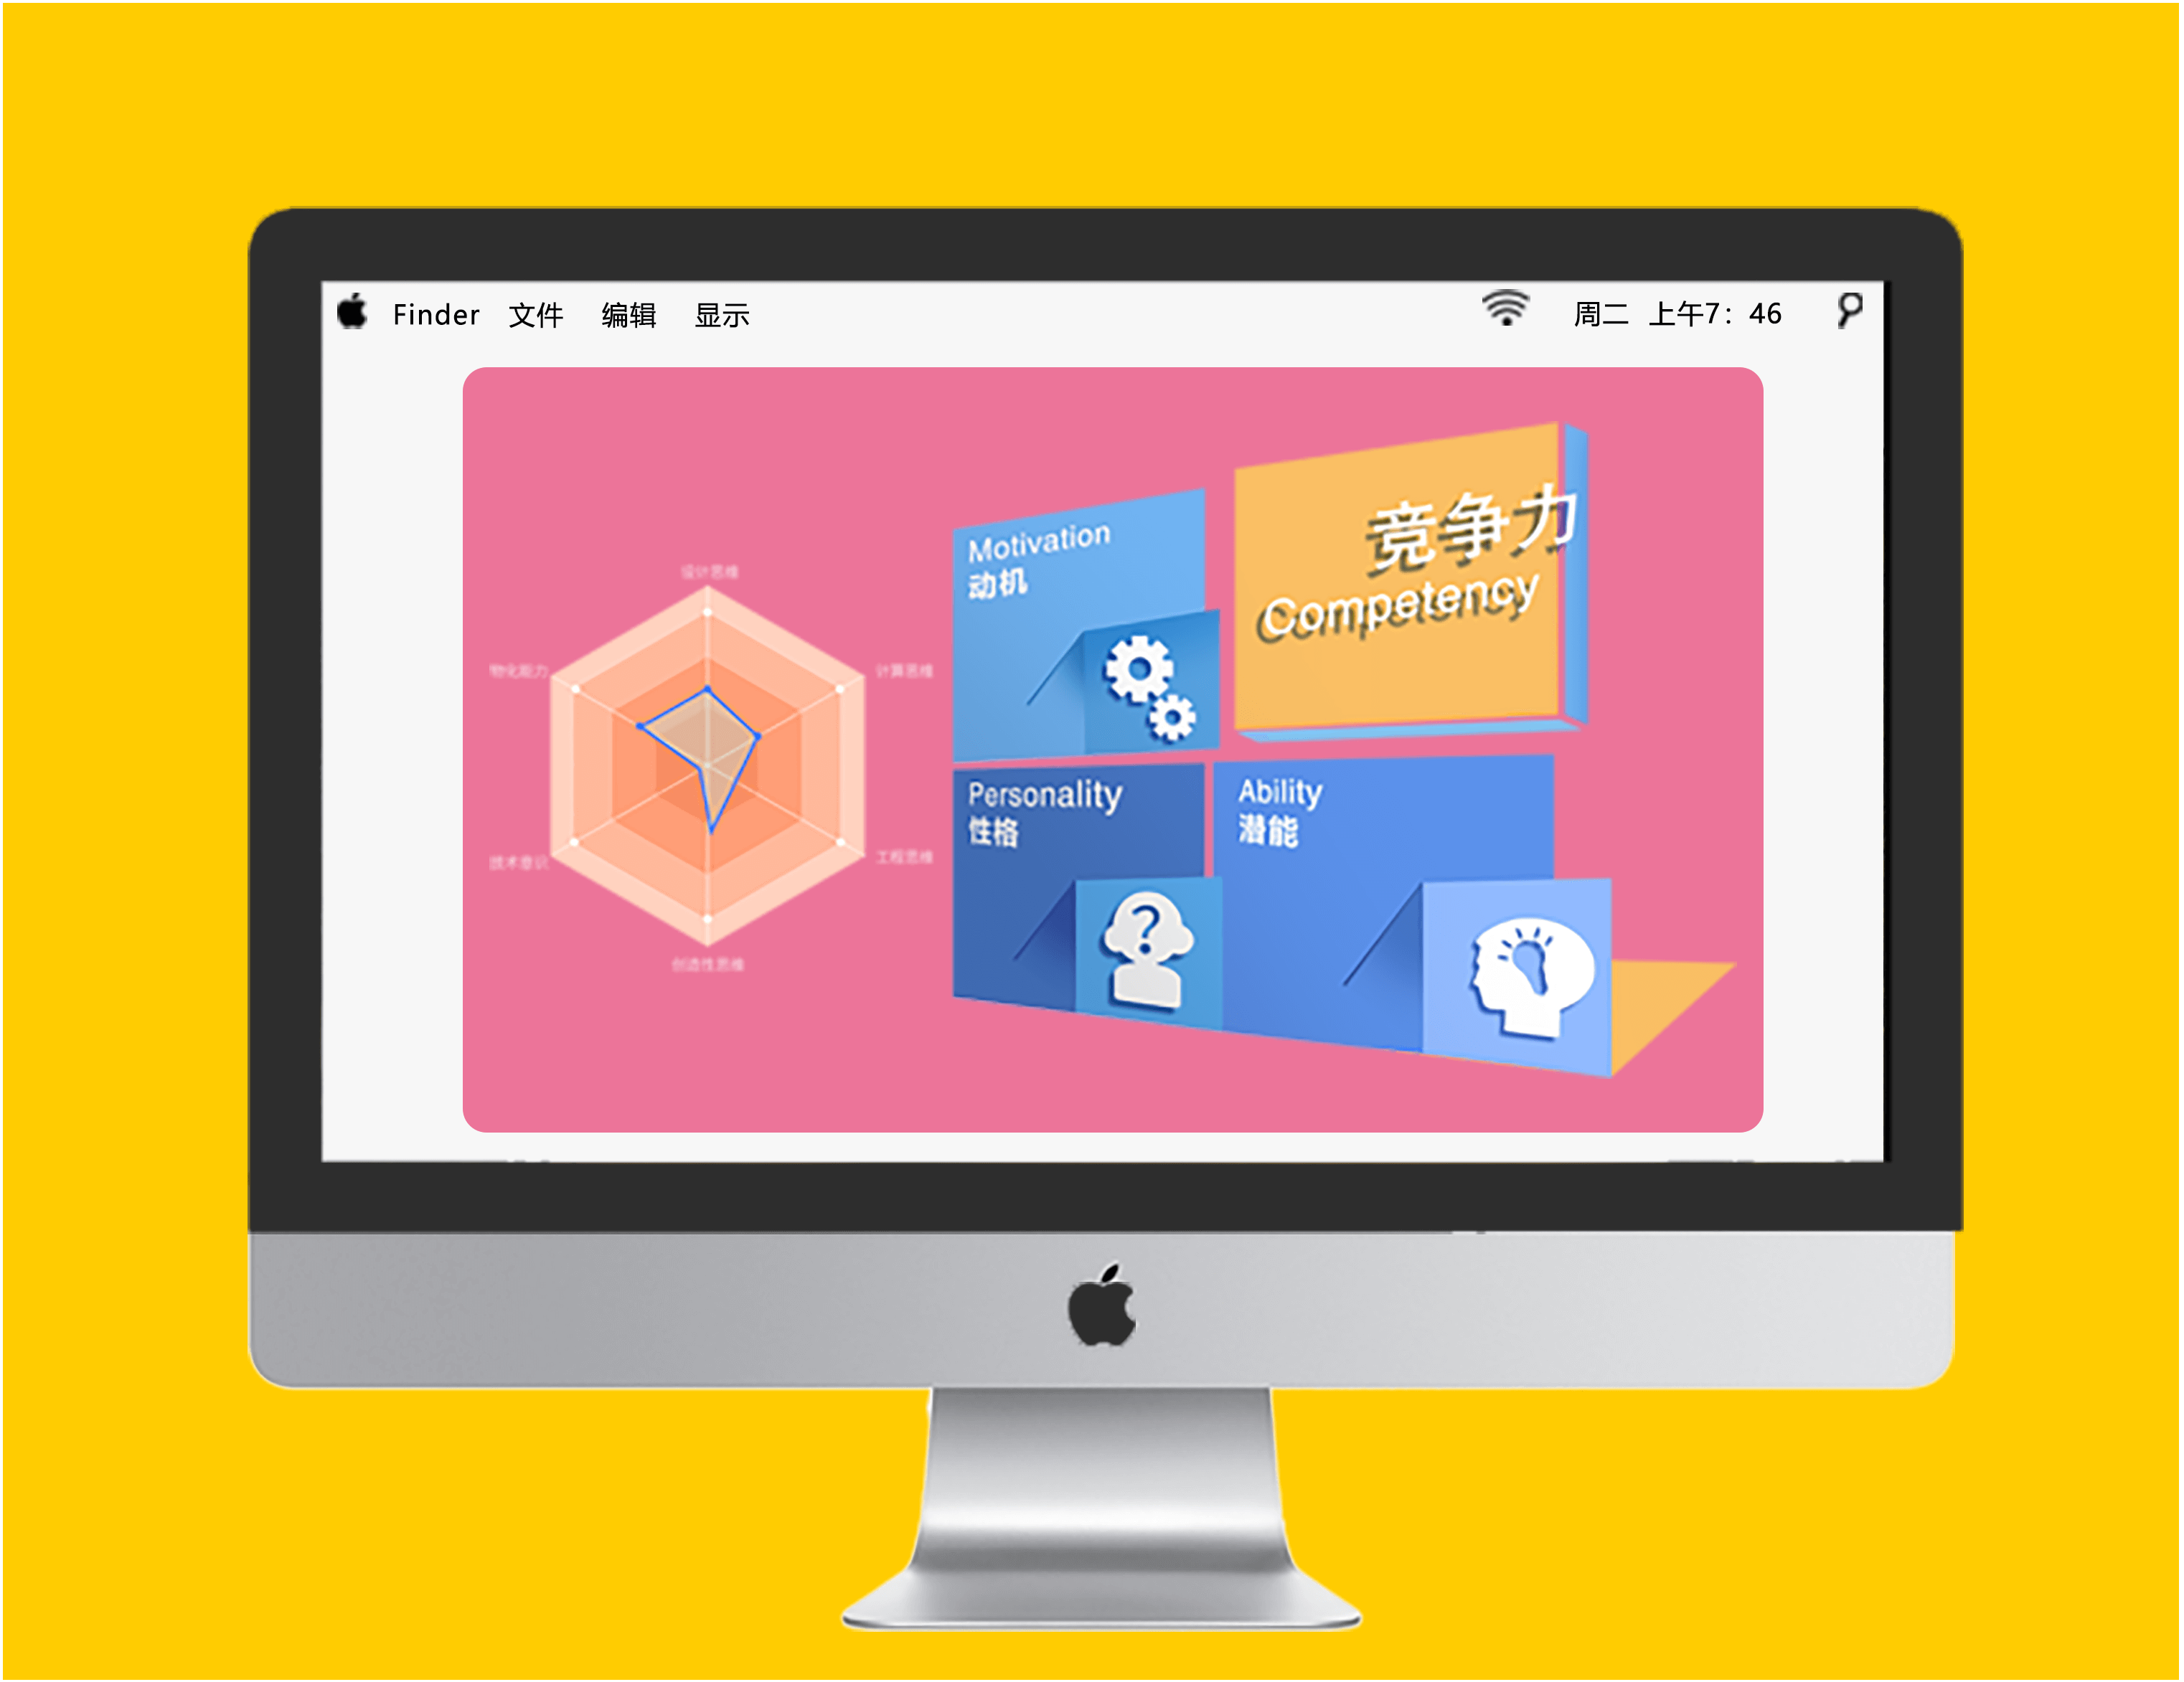 Finder 文件 编辑 显示 周二 上午7：46
设计思维
物化能力
计算思维
技术意识
工程思维
创造性思维
Motivation
动机
竞争力
Competency
Personality
性格
Ability
潜能
?